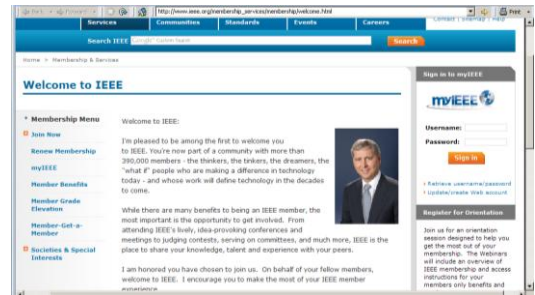 http://www.ieee.org/membership_services/membership/welcome.html
Print
Services
Communities
Standards
Events
Careers
Contact | Sitemap | Help
Search IEEE
Custom Search
Search
Home > Membership & Services
Welcome to IEEE
Membership Menu
Join Now
Renew Membership
myIEEE
Member Benefits
Member Grade
Elevation
Member-Get-a-
Member
Societies & Special
Interests
Welcome to IEEE:
I'm pleased to be among the first to welcome you
to IEEE. You're now part of a community with more than
390,000 members - the thinkers, the tinkers, the dreamers, the
"what if" people who are making a difference in technology
today - and whose work will define technology in the decades
to come.
While there are many benefits to being an IEEE member, the
most important is the opportunity to get involved. From
attending IEEE's lively, idea-provoking conferences and
meetings to judging contests, serving on committees, and much more, IEEE is the
place to share your knowledge, talent and experience with your peers.
I am honored you have chosen to join us. On behalf of your fellow members,
welcome to IEEE. I encourage you to make the most of your IEEE member
experience
Sign in to myIEEE
myIEEE
Username:
Password:
Sign in
Retrieve username/password
Update/create Web account
Register for Orientation
Join us for an orientation
session designed to help you
get the most out of your
membership. The Webinars
will include an overview of
IEEE membership and access
instructions for your
members only benefits and